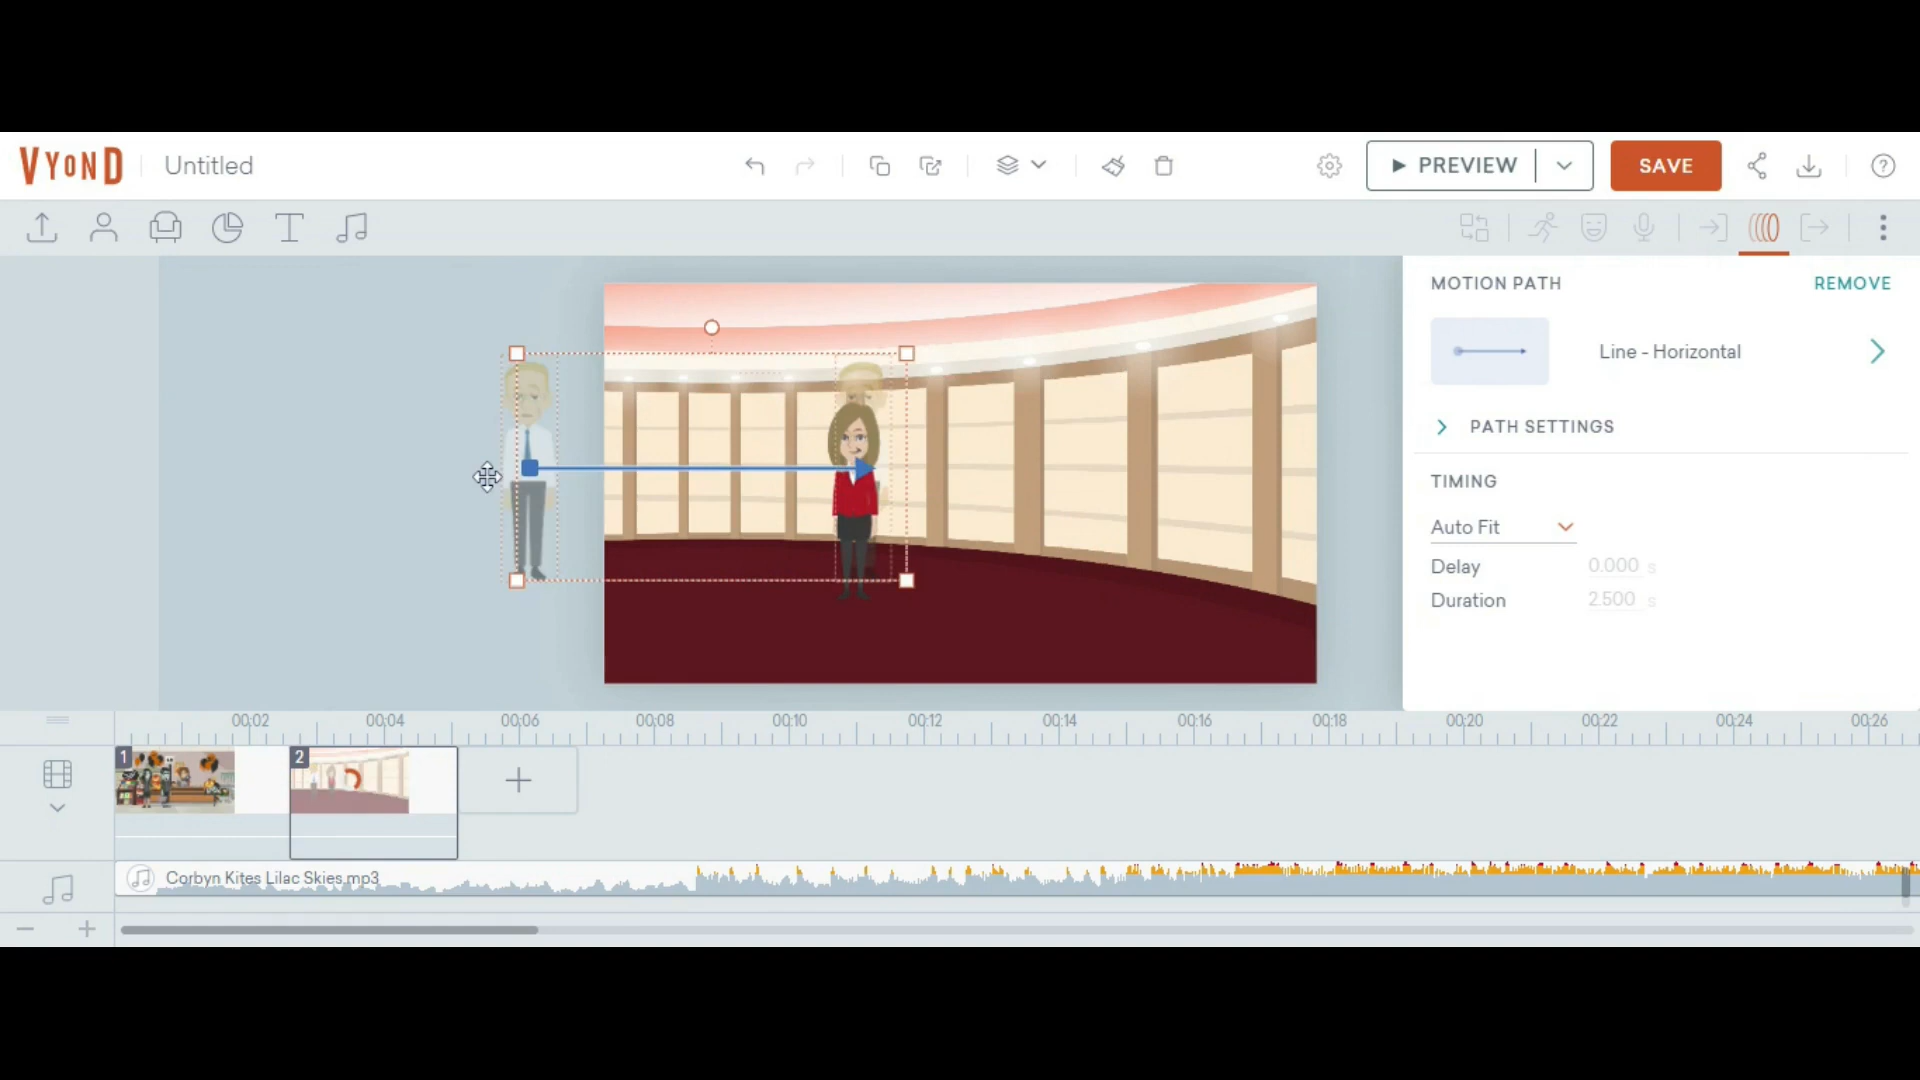 VYOND
Untitled
PREVIEW
SAVE
MOTION PATH
REMOVE
Line - Horizontal
PATH SETTINGS
TIMING
Auto Fit
Delay 0.000 s
Duration 2.500 s
00:02 00:04 00:06 00:08 00:10 00:12 00:14 00:16 00:18 00:20 00:22 00:24 00:26
1
2
Corbyn Kites Lilac Skies.mp3